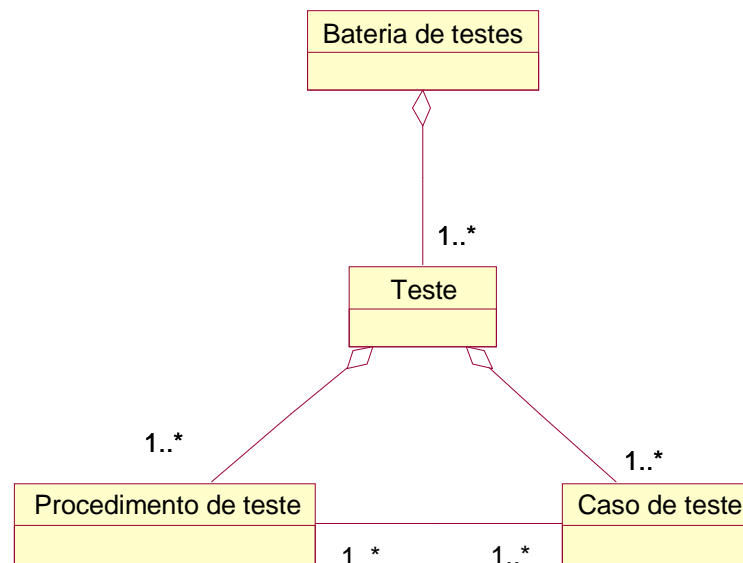 Bateria de testes
1..*
Teste
1..*
1..*
Procedimento de teste
Caso de teste
1..*
1..*